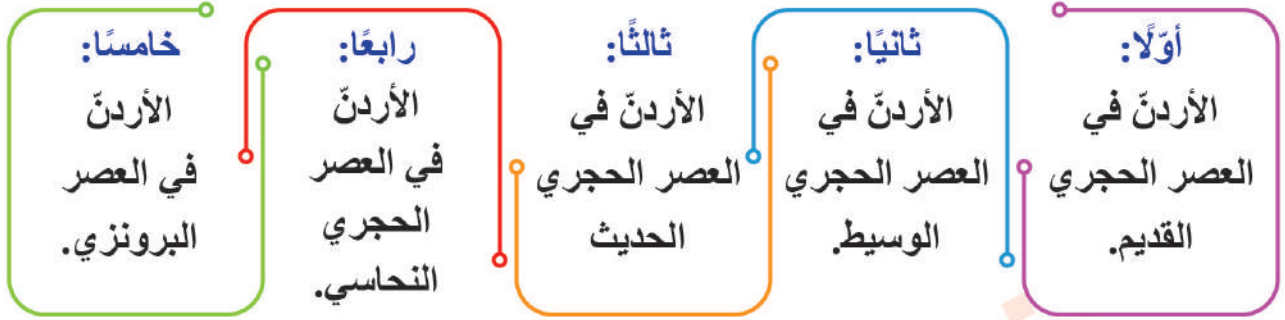 أوّلًا:
الأردنّ في
العصر الحجري
القديم.
ثانيًا:
الأردنّ في
العصر الحجري
الوسيط.
ثالثًا:
الأردنّ في
العصر الحجري
الحديث
رابعًا:
الأردنّ
في العصر
الحجري
النحاسي.
خامسًا:
الأردنّ
في العصر
البرونزي.